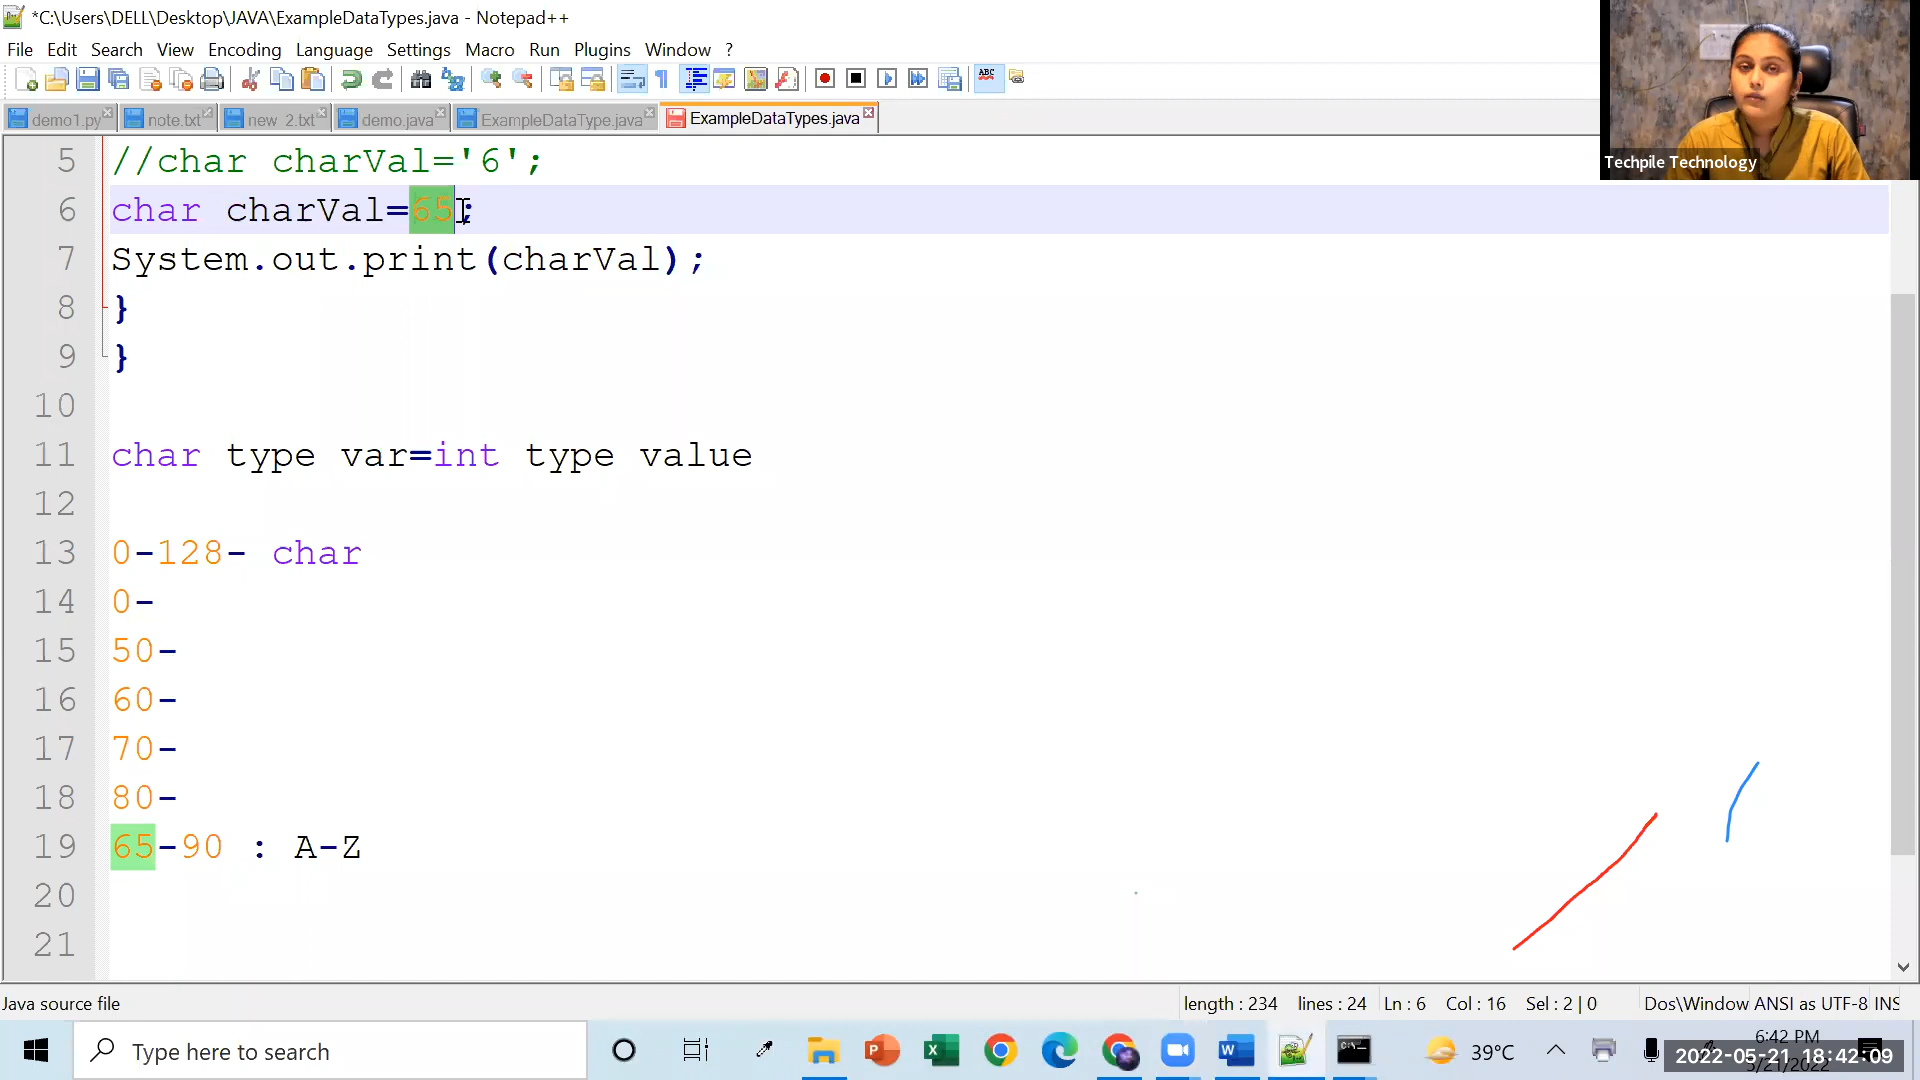 *C:\Users\DELL\Desktop\JAVA\ExampleDataTypes.java - Notepad++
File Edit Search View Encoding Language Settings Macro Run Plugins Window ?
ABC
demo1.py note.txt new 2.txt demo.java ExampleDataType.java ExampleDataTypes.java
Techpile Technology
5 //char charVal='6';
6 char charVal=65;
7 System.out.print(charVal);
8 }
9 }
10
11 char type var=int type value
12
13 0-128- char
14 0-
15 50-
16 60-
17 70-
18 80-
19 65-90 : A-Z
20
21
Java source file length : 234 lines : 24 Ln : 6 Col : 16 Sel : 2 | 0 Dos\Window ANSI as UTF-8 INS
Type here to search
39°C
6:42 PM
2022-05-21 18:42:09